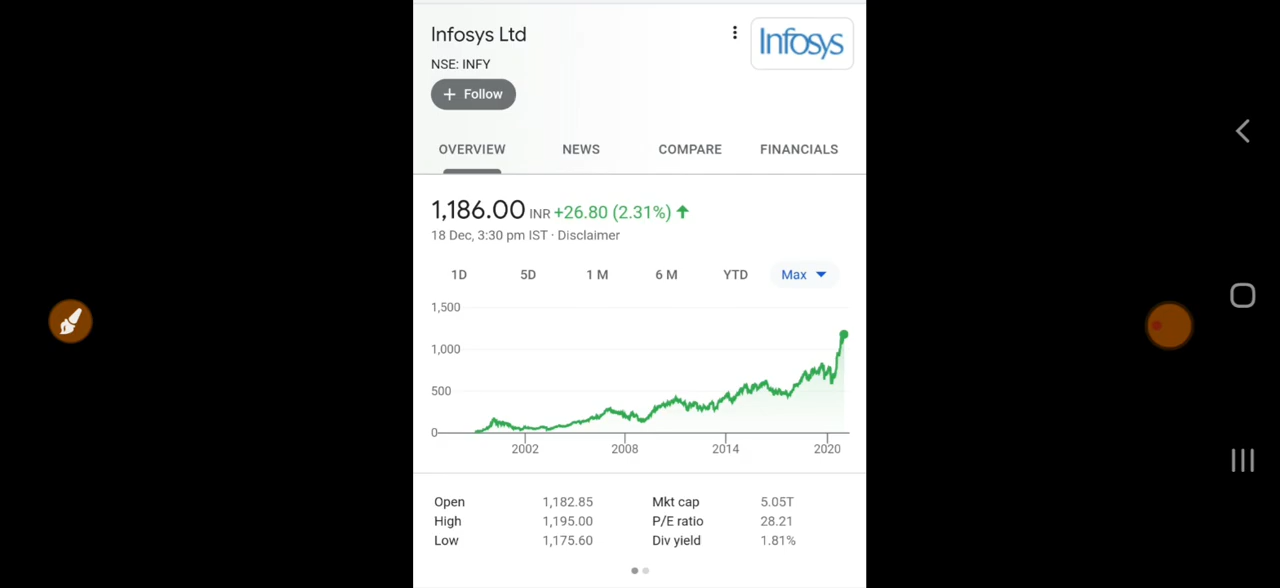 Infosys Ltd
Infosys
NSE: INFY
+ Follow
OVERVIEW NEWS COMPARE FINANCIALS
1,186.00 INR +26.80 (2.31%) ↑
18 Dec, 3:30 pm IST · Disclaimer
1D 5D 1 M 6 M YTD Max
1,500
1,000
500
0
2002 2008 2014 2020
Open 1,182.85 Mkt cap 5.05T
High 1,195.00 P/E ratio 28.21
Low 1,175.60 Div yield 1.81%